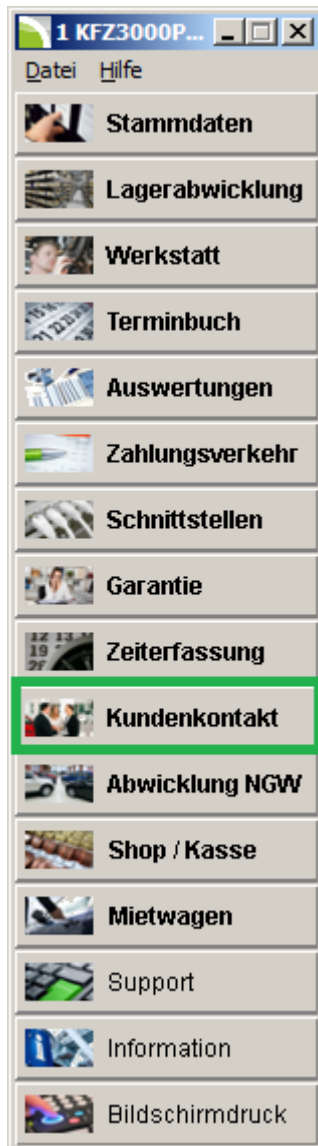 1 KFZ3000P...
Datei Hilfe
Stammdaten
Lagerabwicklung
Werkstatt
Terminbuch
Auswertungen
Zahlungsverkehr
Schnittstellen
Garantie
Zeiterfassung
Kundenkontakt
Abwicklung NGW
Shop / Kasse
Mietwagen
Support
Information
Bildschirmdruck